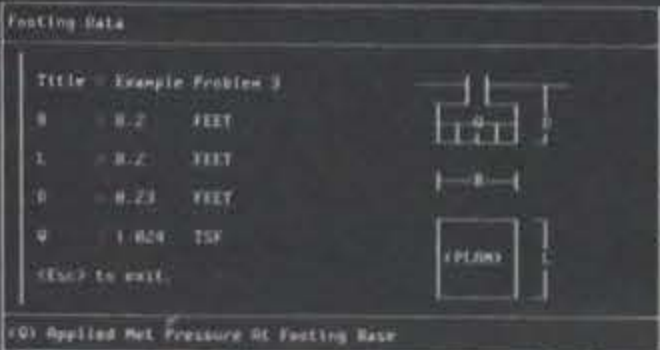 Footing Data
Title = Example Problem 3
B = 8.2 FEET
L = 8.2 FEET
D = 8.23 FEET
Q = 1.024 TSF
<Esc> to exit.
Q
D
B
(PLAN)
L
(Q) Applied Net Pressure At Footing Base